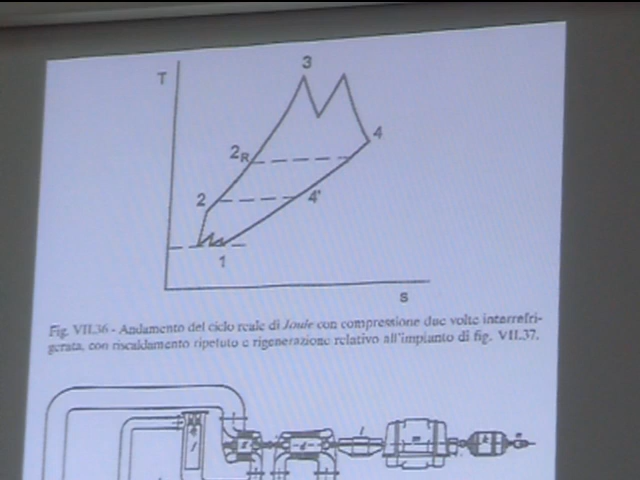 T
3
4
2R
2
4'
1
s
Fig. VII.36 - Andamento del ciclo reale di Joule con compressione due volte interrefri-
gerata, con riscaldamento ripetuto e rigenerazione relativo all'impianto di fig. VII.37.